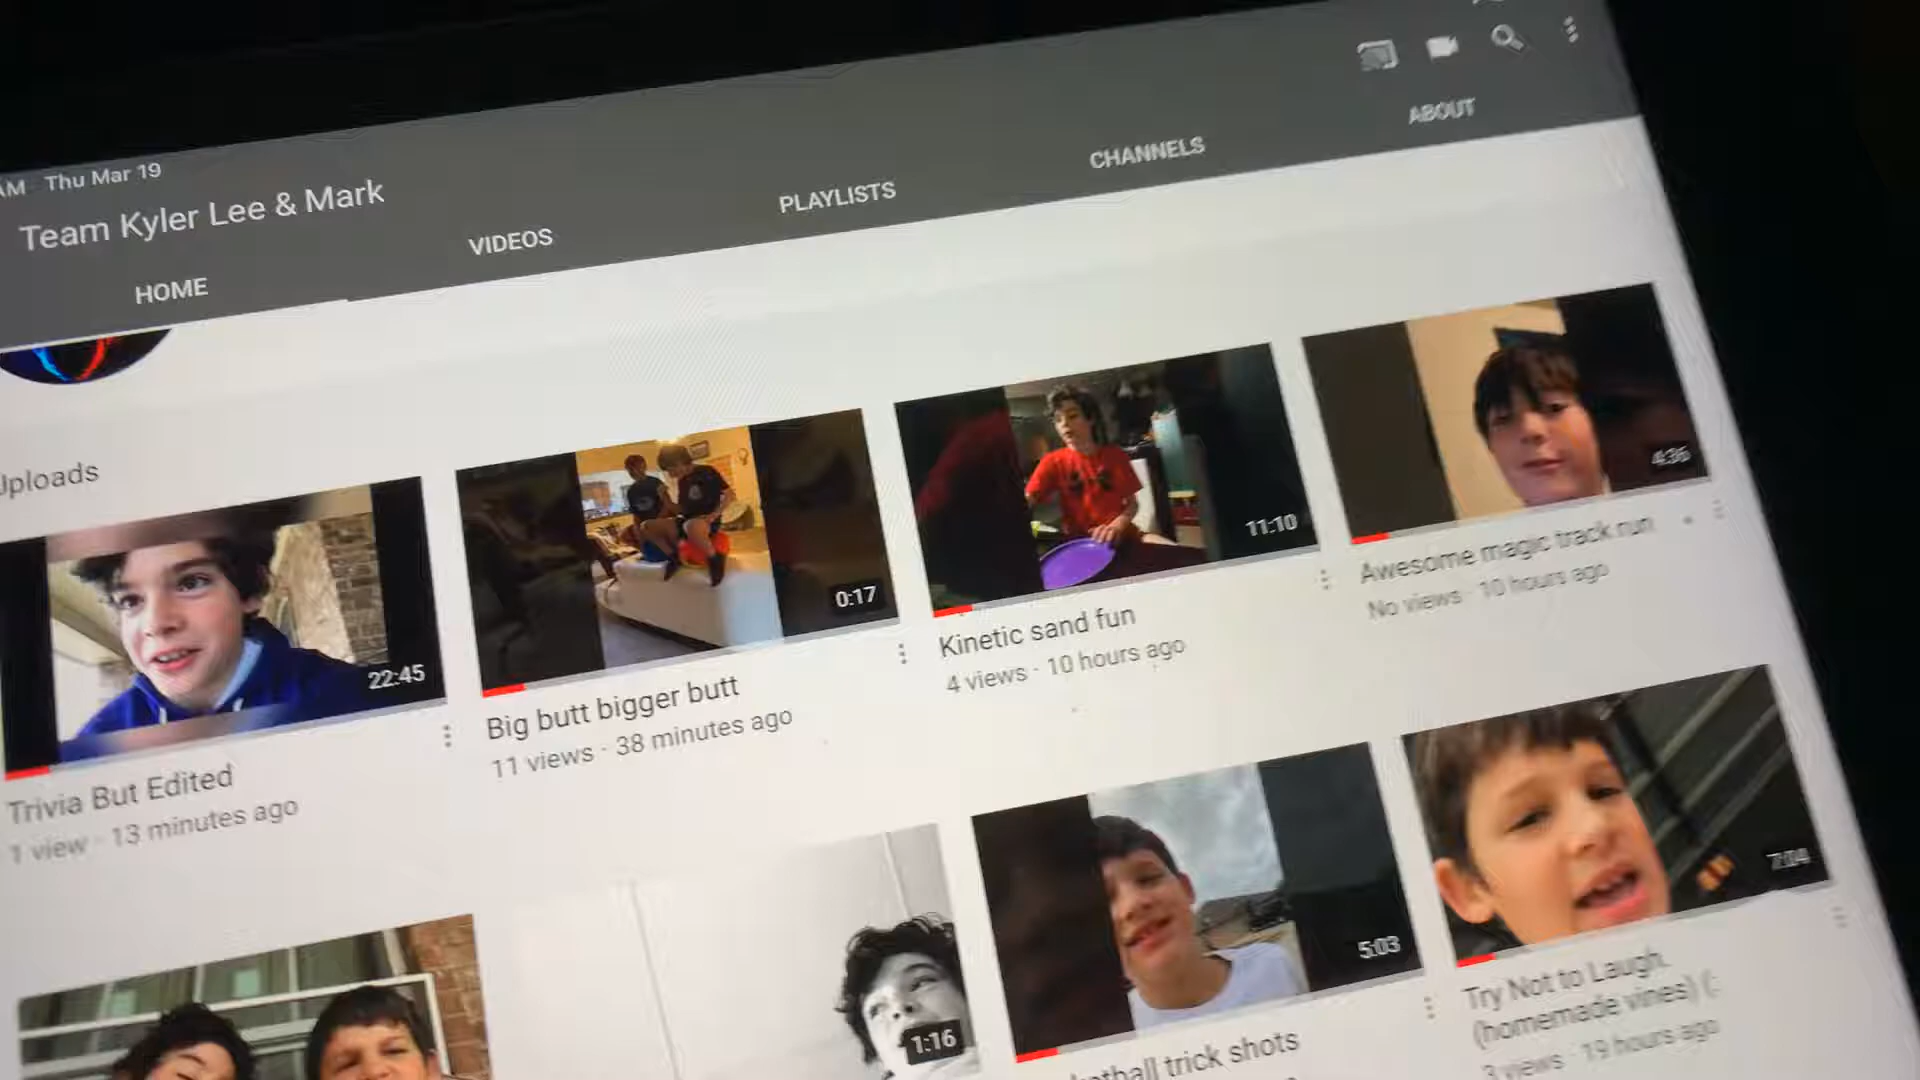 AM Thu Mar 19
Team Kyler Lee & Mark
HOME
VIDEOS
PLAYLISTS
CHANNELS
ABOUT
Uploads
22:45
Trivia But Edited
1 view · 13 minutes ago
0:17
Big butt bigger butt
11 views · 38 minutes ago
11:10
Kinetic sand fun
4 views · 10 hours ago
4:36
Awesome magic track run
No views · 10 hours ago
1:16
5:03
ketball trick shots
7:04
Try Not to Laugh.
(homemade vines) (:
3 views · 19 hours ago